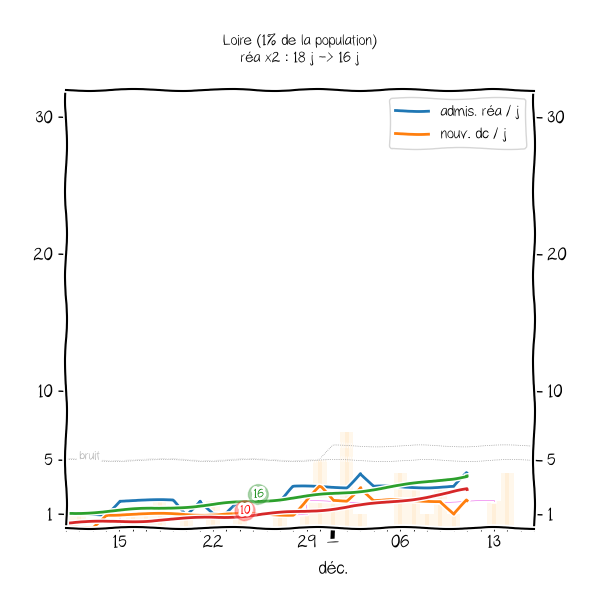 Loire (1% de la population)
réa x2 : 18 j -> 16 j
admis. réa / j
nouv. dc / j
30
30
20
20
10
10
5
bruit
5
16
10
1
1
15
22
29
06
13
déc.